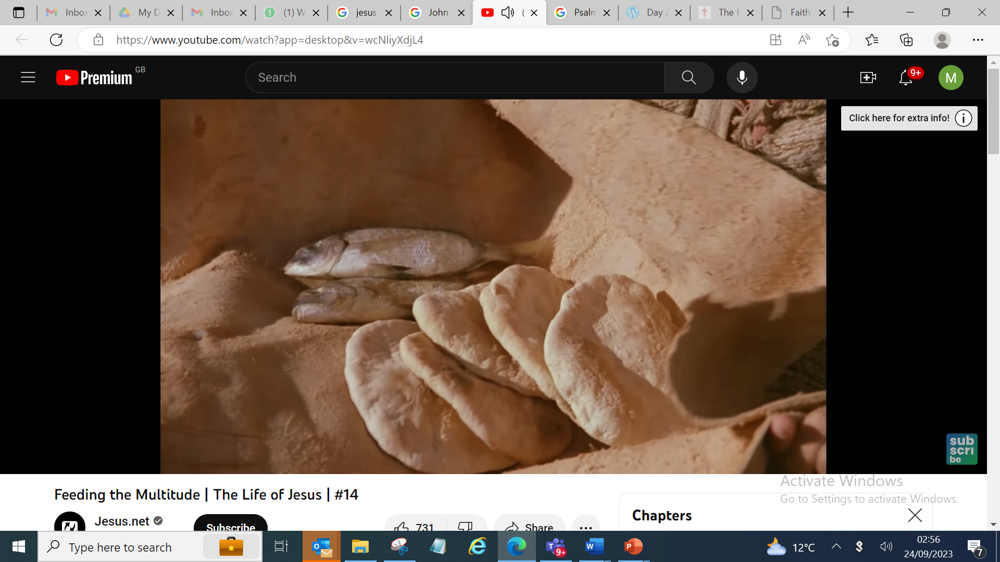 Inbox
My D
Inbox
(1) W
jesus
John
(
Psalm
Day 2
The P
Faith
https://www.youtube.com/watch?app=desktop&v=wcNIiyXdjL4
Premium
GB
Search
9+
M
Click here for extra info!
sub
scri
be
Activate Windows
Go to Settings to activate Windows.
Feeding the Multitude | The Life of Jesus | #14
Jesus.net
Subscribe
731
Share
Chapters
Type here to search
9+
12°C
02:56
24/09/2023
7